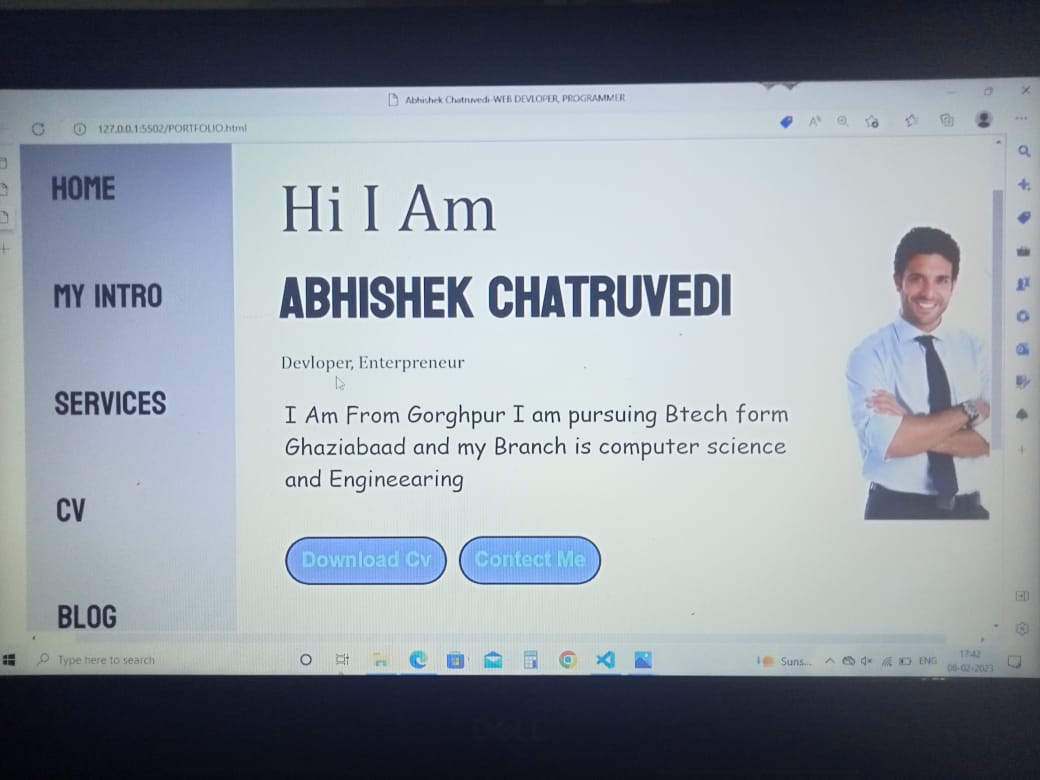 Abhishek Chatruvedi-WEB DEVLOPER, PROGRAMMER
127.0.0.1:5502/PORTFOLIO.html
HOME
MY INTRO
SERVICES
CV
BLOG
Hi I Am
ABHISHEK CHATRUVEDI
Devloper, Enterpreneur
I Am From Gorghpur I am pursuing Btech form
Ghaziabaad and my Branch is computer science
and Engineearing
Download Cv
Contect Me
Type here to search
Suns...
ENG
17:42
08-02-2023
DELL